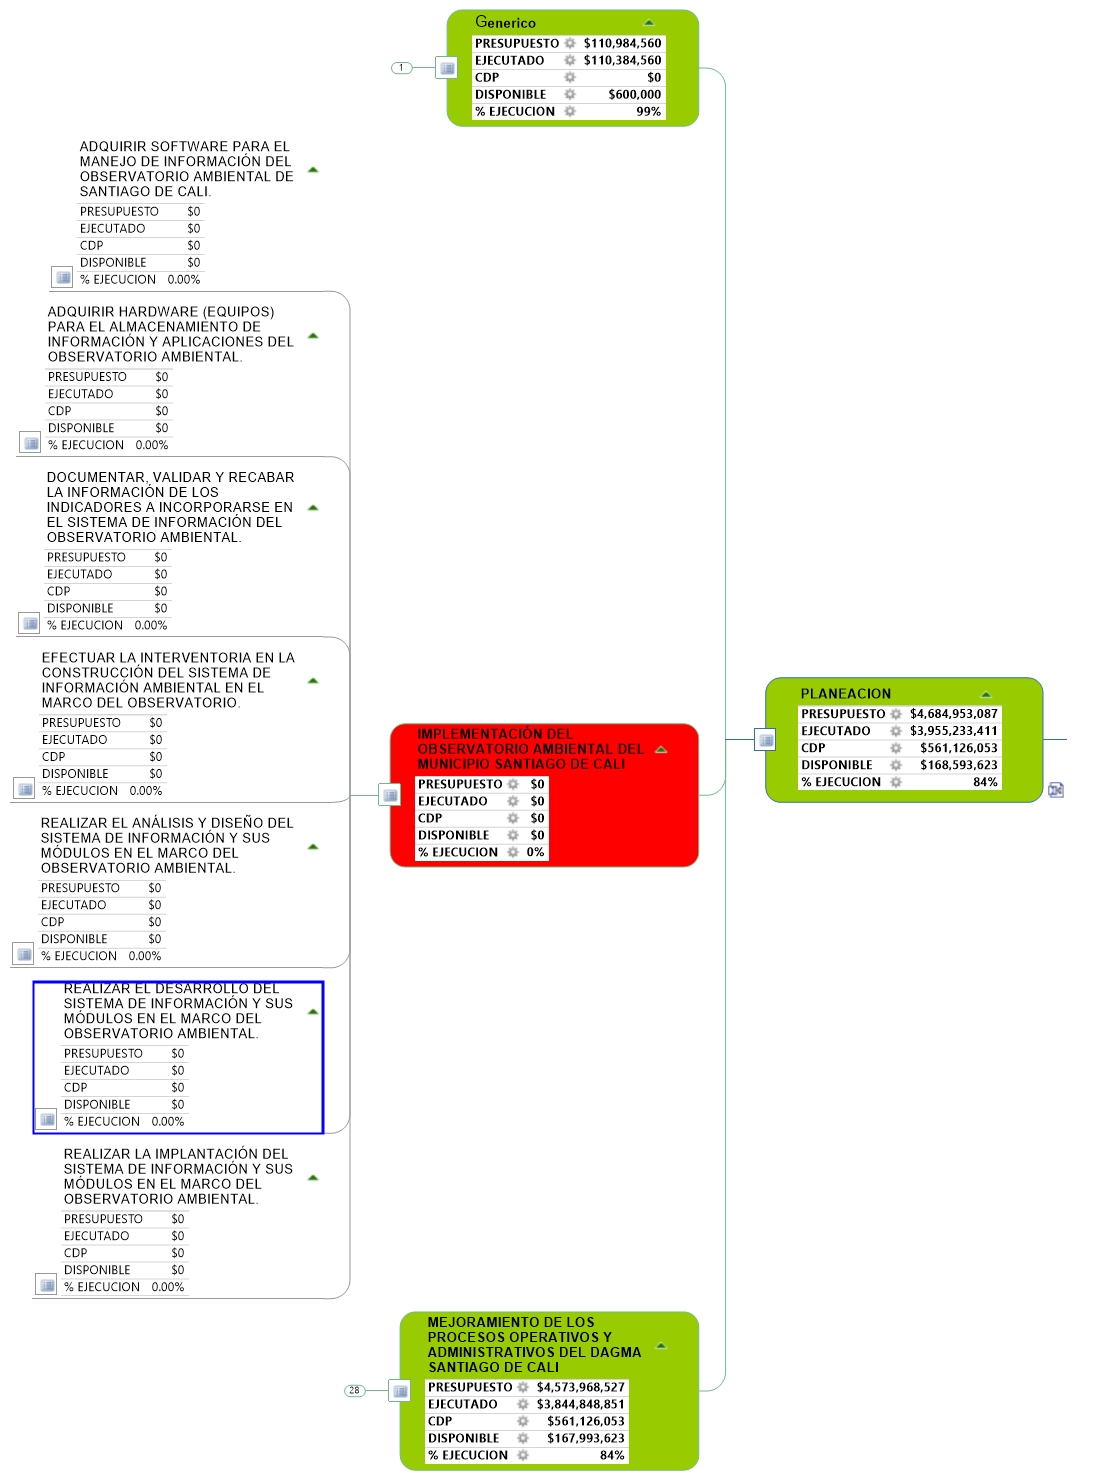 Generico
PRESUPUESTO $110,984,560
EJECUTADO $110,384,560
CDP $0
DISPONIBLE $600,000
% EJECUCION 99%
1
ADQUIRIR SOFTWARE PARA EL
MANEJO DE INFORMACIÓN DEL
OBSERVATORIO AMBIENTAL DE
SANTIAGO DE CALI.
PRESUPUESTO $0
EJECUTADO $0
CDP $0
DISPONIBLE $0
% EJECUCION 0.00%
ADQUIRIR HARDWARE (EQUIPOS)
PARA EL ALMACENAMIENTO DE
INFORMACIÓN Y APLICACIONES DEL
OBSERVATORIO AMBIENTAL.
PRESUPUESTO $0
EJECUTADO $0
CDP $0
DISPONIBLE $0
% EJECUCION 0.00%
DOCUMENTAR, VALIDAR Y RECABAR
LA INFORMACIÓN DE LOS
INDICADORES A INCORPORARSE EN
EL SISTEMA DE INFORMACIÓN DEL
OBSERVATORIO AMBIENTAL.
PRESUPUESTO $0
EJECUTADO $0
CDP $0
DISPONIBLE $0
% EJECUCION 0.00%
EFECTUAR LA INTERVENTORIA EN LA
CONSTRUCCIÓN DEL SISTEMA DE
INFORMACIÓN AMBIENTAL EN EL
MARCO DEL OBSERVATORIO.
PRESUPUESTO $0
EJECUTADO $0
CDP $0
DISPONIBLE $0
% EJECUCION 0.00%
REALIZAR EL ANÁLISIS Y DISEÑO DEL
SISTEMA DE INFORMACIÓN Y SUS
MÓDULOS EN EL MARCO DEL
OBSERVATORIO AMBIENTAL.
PRESUPUESTO $0
EJECUTADO $0
CDP $0
DISPONIBLE $0
% EJECUCION 0.00%
REALIZAR EL DESARROLLO DEL
SISTEMA DE INFORMACIÓN Y SUS
MÓDULOS EN EL MARCO DEL
OBSERVATORIO AMBIENTAL.
PRESUPUESTO $0
EJECUTADO $0
CDP $0
DISPONIBLE $0
% EJECUCION 0.00%
REALIZAR LA IMPLANTACIÓN DEL
SISTEMA DE INFORMACIÓN Y SUS
MÓDULOS EN EL MARCO DEL
OBSERVATORIO AMBIENTAL.
PRESUPUESTO $0
EJECUTADO $0
CDP $0
DISPONIBLE $0
% EJECUCION 0.00%
IMPLEMENTACIÓN DEL
OBSERVATORIO AMBIENTAL DEL
MUNICIPIO SANTIAGO DE CALI
PRESUPUESTO $0
EJECUTADO $0
CDP $0
DISPONIBLE $0
% EJECUCION 0%
PLANEACION
PRESUPUESTO $4,684,953,087
EJECUTADO $3,955,233,411
CDP $561,126,053
DISPONIBLE $168,593,623
% EJECUCION 84%
MEJORAMIENTO DE LOS
PROCESOS OPERATIVOS Y
ADMINISTRATIVOS DEL DAGMA
SANTIAGO DE CALI
28
PRESUPUESTO $4,573,968,527
EJECUTADO $3,844,848,851
CDP $561,126,053
DISPONIBLE $167,993,623
% EJECUCION 84%